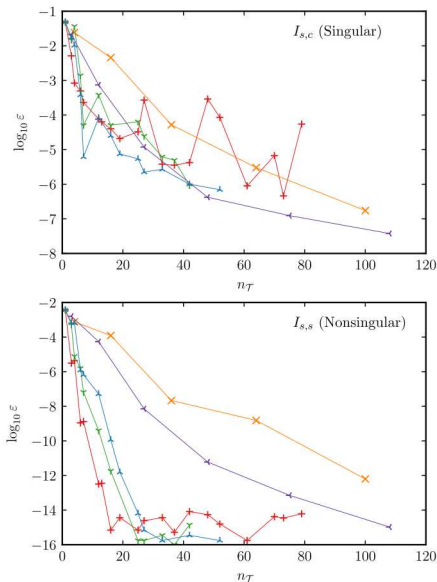 −1
−2
−3
−4
−5
−6
−7
−8
log₁₀ ε
I_{s,c} (Singular)
0 20 40 60 80 100 120
n_𝒯
−2
−4
−6
−8
−10
−12
−14
−16
log₁₀ ε
I_{s,s} (Nonsingular)
0 20 40 60 80 100 120
n_𝒯